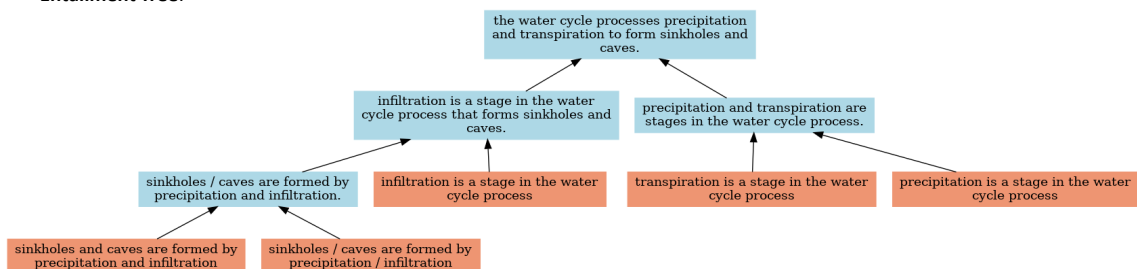 Entailment Tree:
the water cycle processes precipitation
and transpiration to form sinkholes and
caves.
infiltration is a stage in the water
cycle process that forms sinkholes and
caves.
precipitation and transpiration are
stages in the water cycle process.
sinkholes / caves are formed by
precipitation and infiltration.
infiltration is a stage in the water
cycle process
transpiration is a stage in the water
cycle process
precipitation is a stage in the water
cycle process
sinkholes and caves are formed by
precipitation and infiltration
sinkholes / caves are formed by
precipitation / infiltration